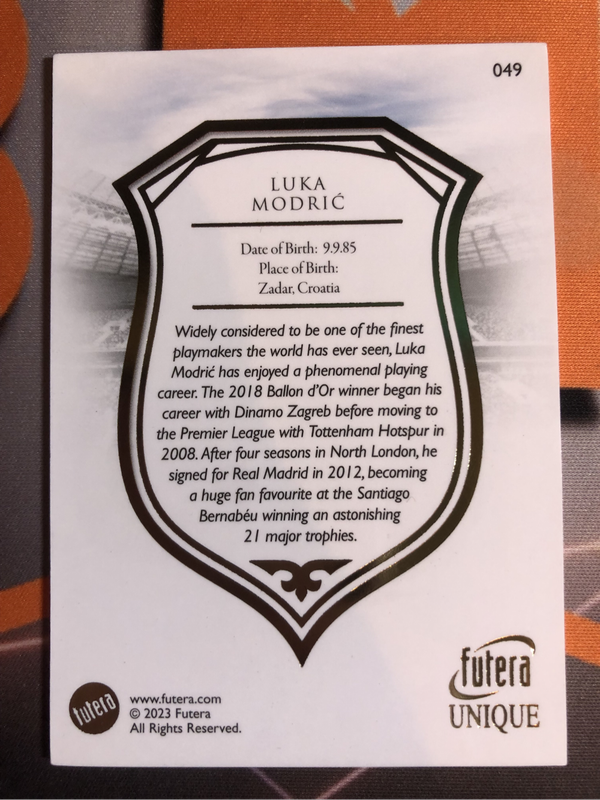 049
LUKA
MODRIĆ
Date of Birth: 9.9.85
Place of Birth:
Zadar, Croatia
Widely considered to be one of the finest
playmakers the world has ever seen, Luka
Modrić has enjoyed a phenomenal playing
career. The 2018 Ballon d'Or winner began his
career with Dinamo Zagreb before moving to
the Premier League with Tottenham Hotspur in
2008. After four seasons in North London, he
signed for Real Madrid in 2012, becoming
a huge fan favourite at the Santiago
Bernabéu winning an astonishing
21 major trophies.
futera
www.futera.com
© 2023 Futera
All Rights Reserved.
futera
UNIQUE